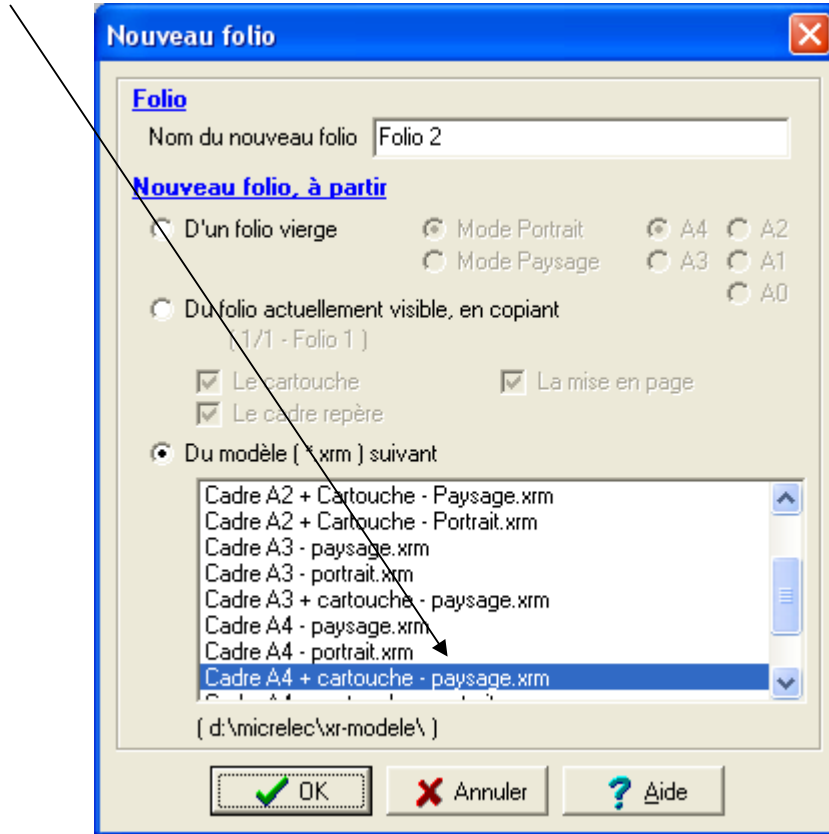 Nouveau folio
Folio
Nom du nouveau folio Folio 2
Nouveau folio, à partir
D'un folio vierge Mode Portrait A4 A2
Mode Paysage A3 A1
A0
Du folio actuellement visible, en copiant
( 1/1 - Folio 1 )
Le cartouche La mise en page
Le cadre repère
Du modèle ( *.xrm ) suivant
Cadre A2 + Cartouche - Paysage.xrm
Cadre A2 + Cartouche - Portrait.xrm
Cadre A3 - paysage.xrm
Cadre A3 - portrait.xrm
Cadre A3 + cartouche - paysage.xrm
Cadre A4 - paysage.xrm
Cadre A4 - portrait.xrm
Cadre A4 + cartouche - paysage.xrm
( d:\micrelec\xr-modele\ )
OK Annuler Aide